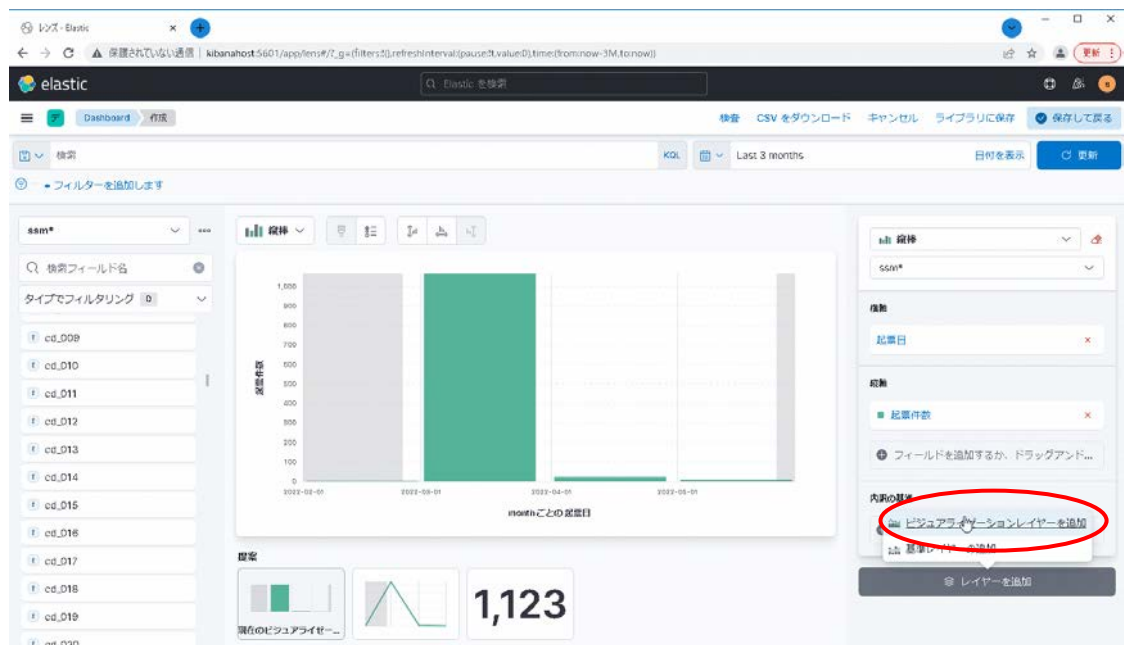 レンズ - Elastic
保護されていない通信 | kibanahost:5601/app/lens#/?_g=(filters:!(),refreshInterval:(pause:!t,value:0),time:(from:now-3M,to:now))
更新
elastic
Elastic を検索
s
デ
Dashboard
作成
検査
CSV をダウンロード
キャンセル
ライブラリに保存
保存して戻る
検索
KQL
Last 3 months
日付を表示
更新
フィルターを追加します
ssm*
検索フィールド名
タイプでフィルタリング 0
t cd_009
t cd_010
t cd_011
t cd_012
t cd_013
t cd_014
t cd_015
t cd_016
t cd_017
t cd_018
t cd_019
t cd_020
縦棒
起票件数
1,000
900
800
700
600
500
400
300
200
100
0
2022-02-01
2022-03-01
2022-04-01
2022-05-01
monthごとの起票日
提案
現在のビジュアライゼー...
1,123
縦棒
ssm*
横軸
起票日
縦軸
起票件数
フィールドを追加するか、ドラッグアンド...
内訳の基準
ビジュアライゼーションレイヤーを追加
基準レイヤーの追加
レイヤーを追加